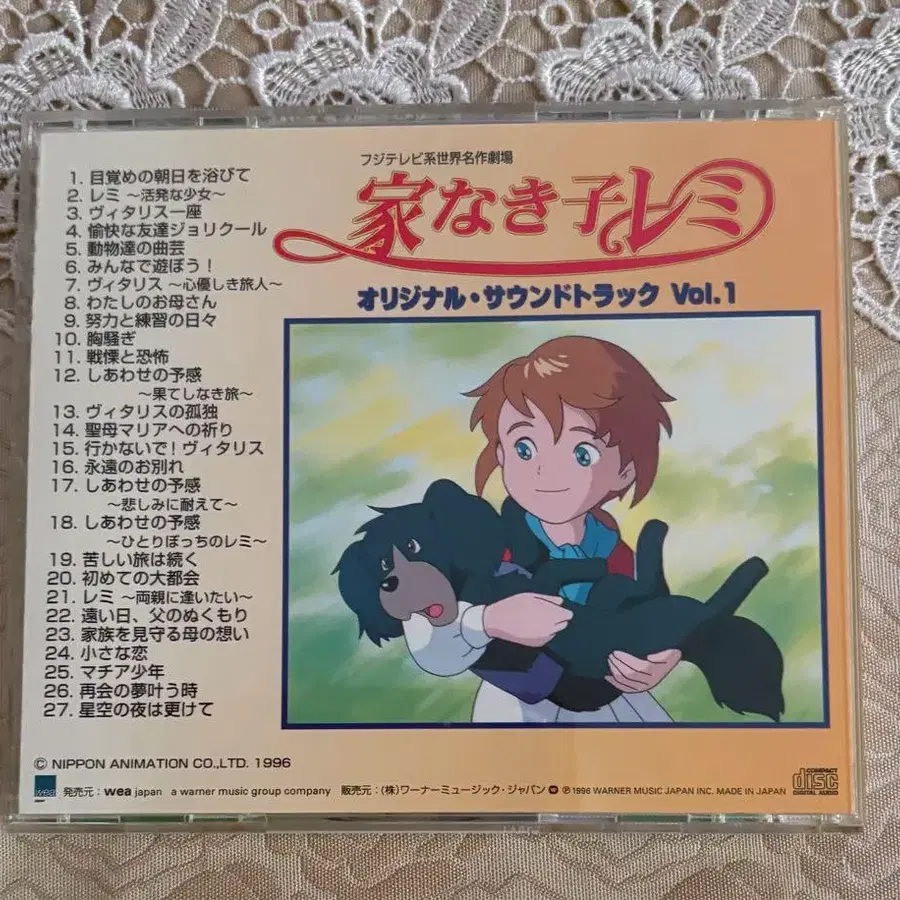 フジテレビ系世界名作劇場
家なき子レミ
オリジナル・サウンドトラック Vol.1
1. 目覚めの朝日を浴びて
2. レミ 〜活発な少女〜
3. ヴィタリス一座
4. 愉快な友達ジョリクール
5. 動物達の曲芸
6. みんなで遊ぼう！
7. ヴィタリス 〜心優しき旅人〜
8. わたしのお母さん
9. 努力と練習の日々
10. 胸騒ぎ
11. 戦慄と恐怖
12. しあわせの予感
〜果てしなき旅〜
13. ヴィタリスの孤独
14. 聖母マリアへの祈り
15. 行かないで！ヴィタリス
16. 永遠のお別れ
17. しあわせの予感
〜悲しみに耐えて〜
18. しあわせの予感
〜ひとりぼっちのレミ〜
19. 苦しい旅は続く
20. 初めての大都会
21. レミ 〜両親に逢いたい〜
22. 遠い日、父のぬくもり
23. 家族を見守る母の想い
24. 小さな恋
25. マチア少年
26. 再会の夢叶う時
27. 星空の夜は更けて
© NIPPON ANIMATION CO.,LTD. 1996
wea 発売元：wea japan a warner music group company 販売元：(株)ワーナーミュージック・ジャパン ℗ 1996 WARNER MUSIC JAPAN INC. MADE IN JAPAN
COMPACT
disc
DIGITAL AUDIO